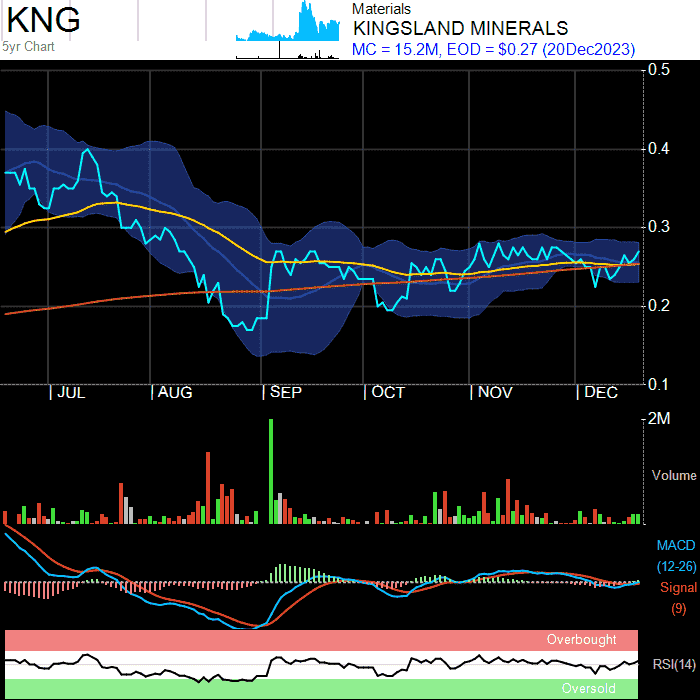 KNG
5yr Chart
Materials
KINGSLAND MINERALS
MC = 15.2M, EOD = $0.27 (20Dec2023)
0.5
0.4
0.3
0.2
0.1
| JUL | AUG | SEP | OCT | NOV | DEC
2M
Volume
MACD
(12-26)
Signal
(9)
Overbought
RSI(14)
Oversold